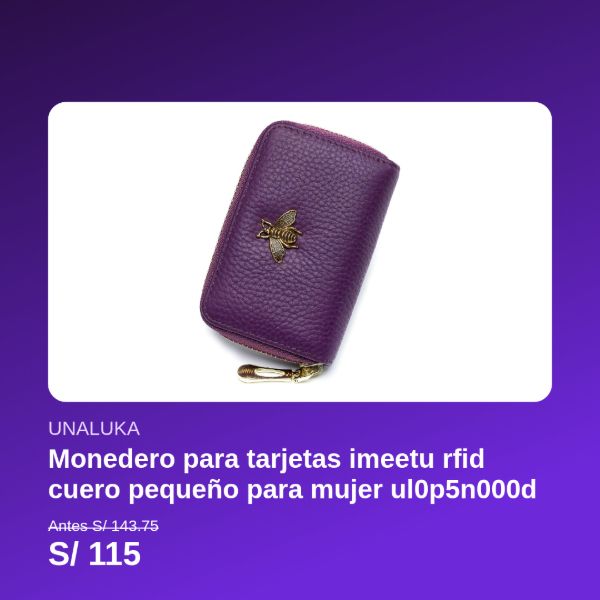 UNALUKA
Monedero para tarjetas imeetu rfid
cuero pequeño para mujer ul0p5n000d
Antes S/ 143.75
S/ 115